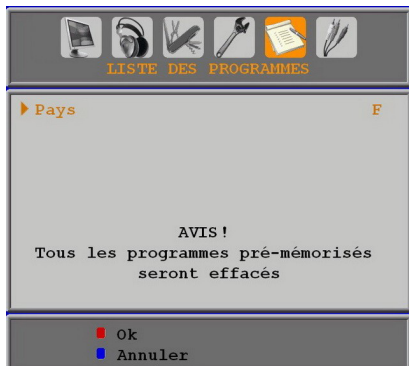 LISTE DES PROGRAMMES
Pays F
AVIS!
Tous les programmes pré-mémorisés
seront effacés
Ok
Annuler